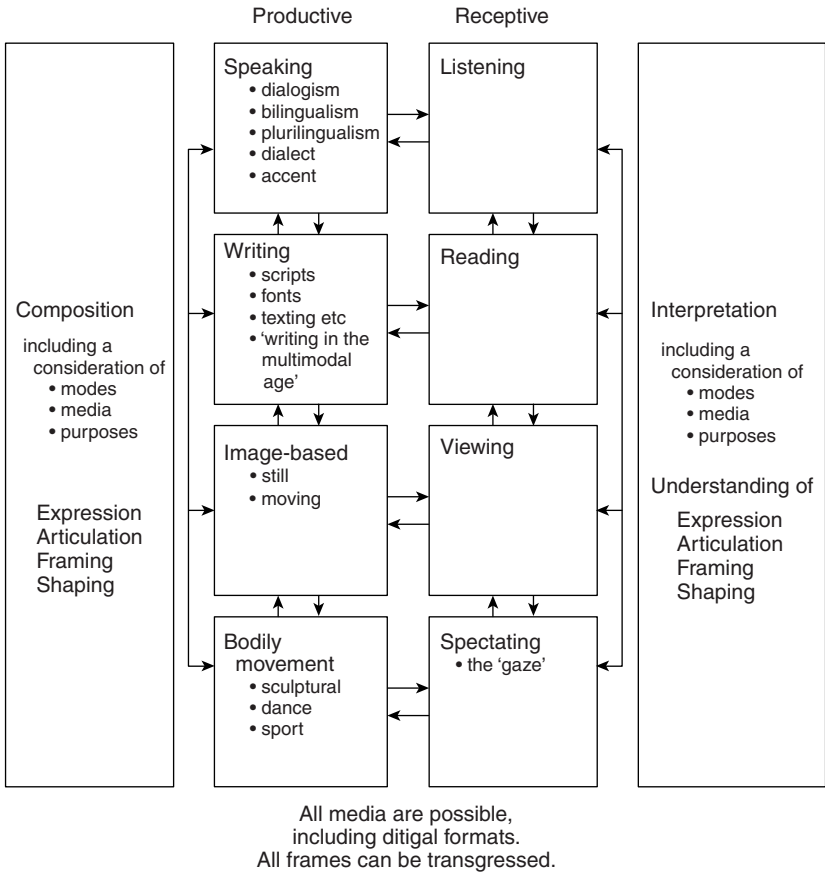 Productive
Receptive
Composition
including a
consideration of
• modes
• media
• purposes
Expression
Articulation
Framing
Shaping
Speaking
• dialogism
• bilingualism
• plurilingualism
• dialect
• accent
Listening
Writing
• scripts
• fonts
• texting etc
• ‘writing in the
multimodal
age’
Reading
Image-based
• still
• moving
Viewing
Bodily
movement
• sculptural
• dance
• sport
Spectating
• the ‘gaze’
Interpretation
including a
consideration of
• modes
• media
• purposes
Understanding of
Expression
Articulation
Framing
Shaping
All media are possible,
including ditigal formats.
All frames can be transgressed.